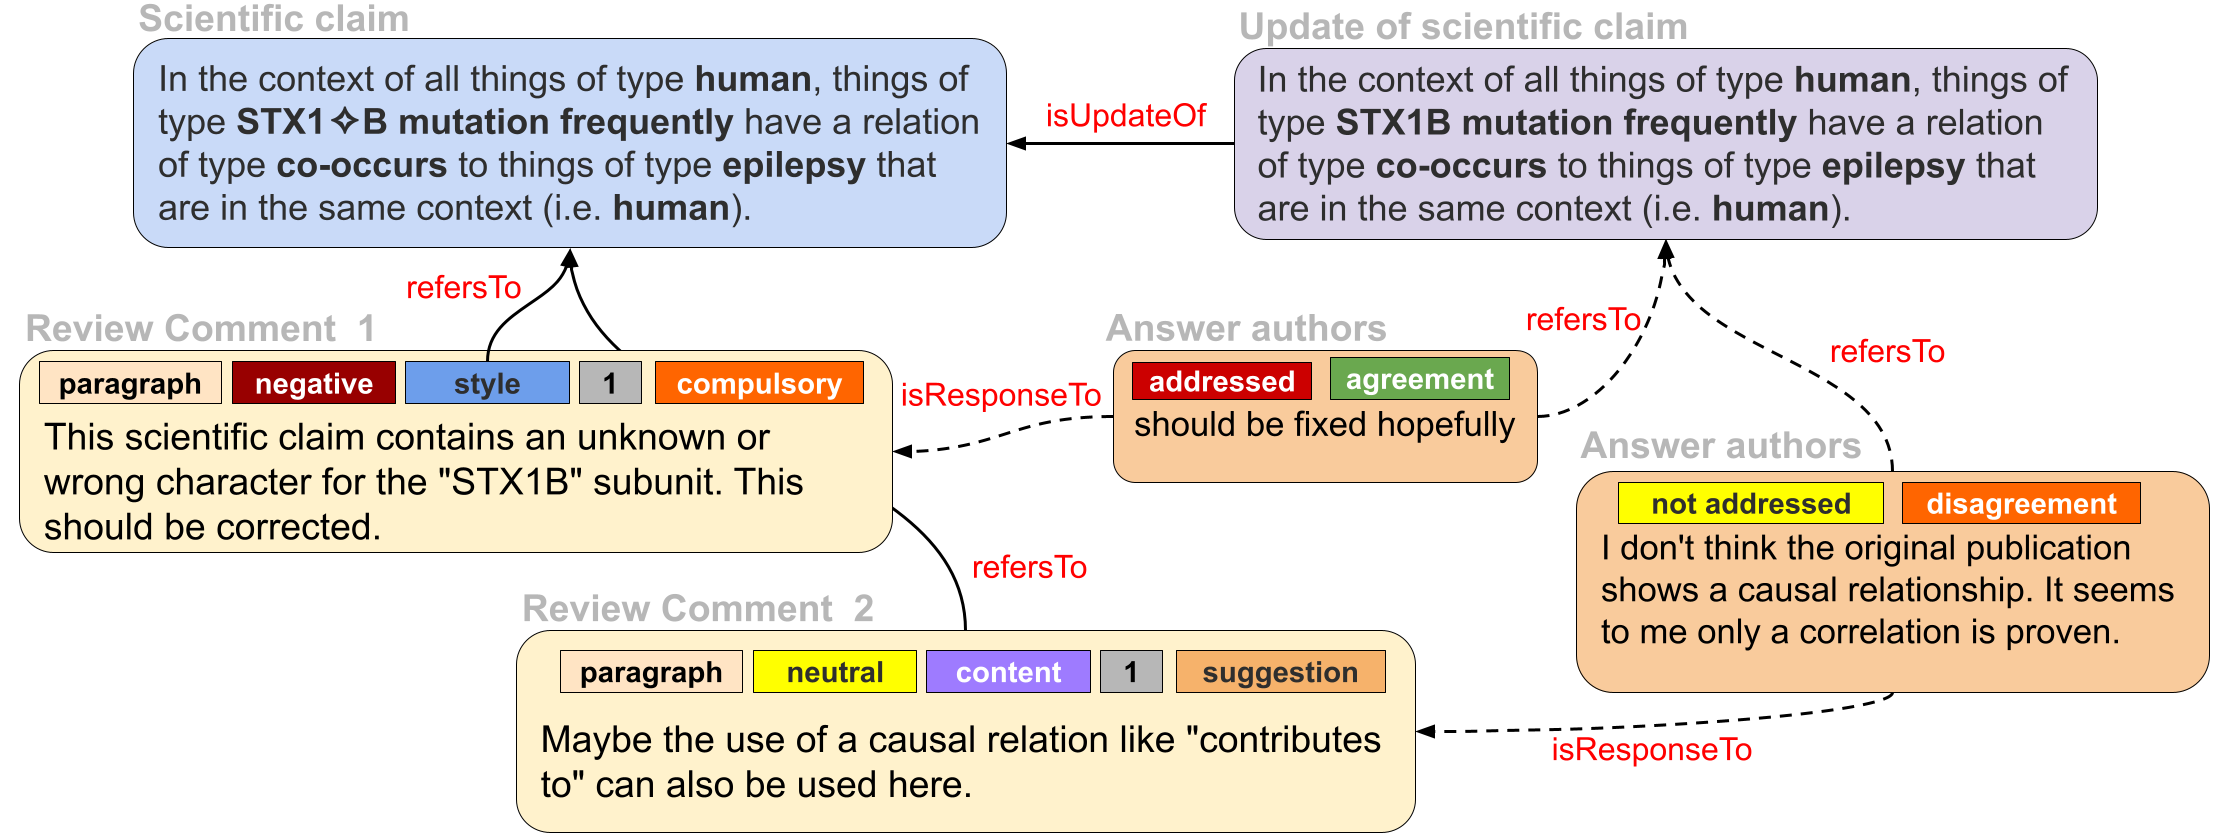 Scientific claim
In the context of all things of type human, things of
type STX1✧B mutation frequently have a relation
of type co-occurs to things of type epilepsy that
are in the same context (i.e. human).
isUpdateOf
Update of scientific claim
In the context of all things of type human, things of
type STX1B mutation frequently have a relation
of type co-occurs to things of type epilepsy that
are in the same context (i.e. human).
refersTo
Review Comment 1
paragraph negative style 1 compulsory
This scientific claim contains an unknown or
wrong character for the "STX1B" subunit. This
should be corrected.
isResponseTo
Answer authors
addressed agreement
should be fixed hopefully
refersTo
refersTo
Answer authors
not addressed disagreement
I don't think the original publication
shows a causal relationship. It seems
to me only a correlation is proven.
refersTo
Review Comment 2
paragraph neutral content 1 suggestion
Maybe the use of a causal relation like "contributes
to" can also be used here.
isResponseTo